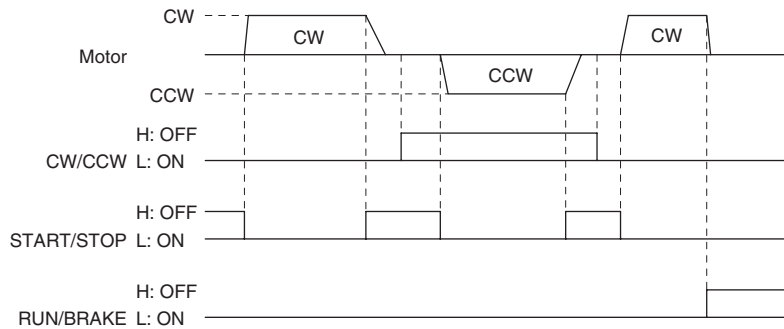 CW
CW
CW
Motor
CCW
CCW
H: OFF
CW/CCW L: ON
H: OFF
START/STOP L: ON
H: OFF
RUN/BRAKE L: ON